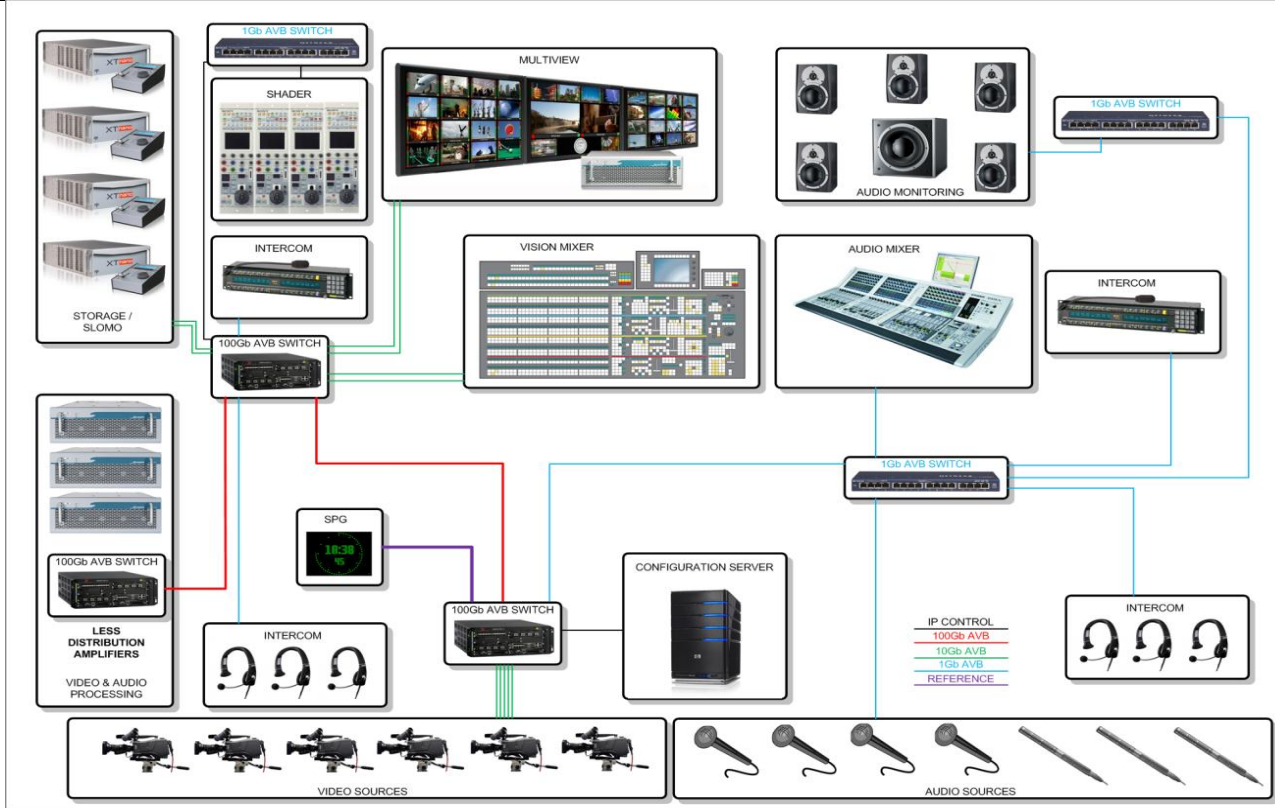 1Gb AVB SWITCH
SHADER
INTERCOM
STORAGE /
SLOMO
XT
XT
XT
XT
MULTIVIEW
AUDIO MONITORING
1Gb AVB SWITCH
VISION MIXER
AUDIO MIXER
INTERCOM
100Gb AVB SWITCH
1Gb AVB SWITCH
SPG
18:38
45
100Gb AVB SWITCH
LESS
DISTRIBUTION
AMPLIFIERS
VIDEO & AUDIO
PROCESSING
INTERCOM
100Gb AVB SWITCH
CONFIGURATION SERVER
IP CONTROL
100Gb AVB
10Gb AVB
1Gb AVB
REFERENCE
INTERCOM
VIDEO SOURCES
AUDIO SOURCES